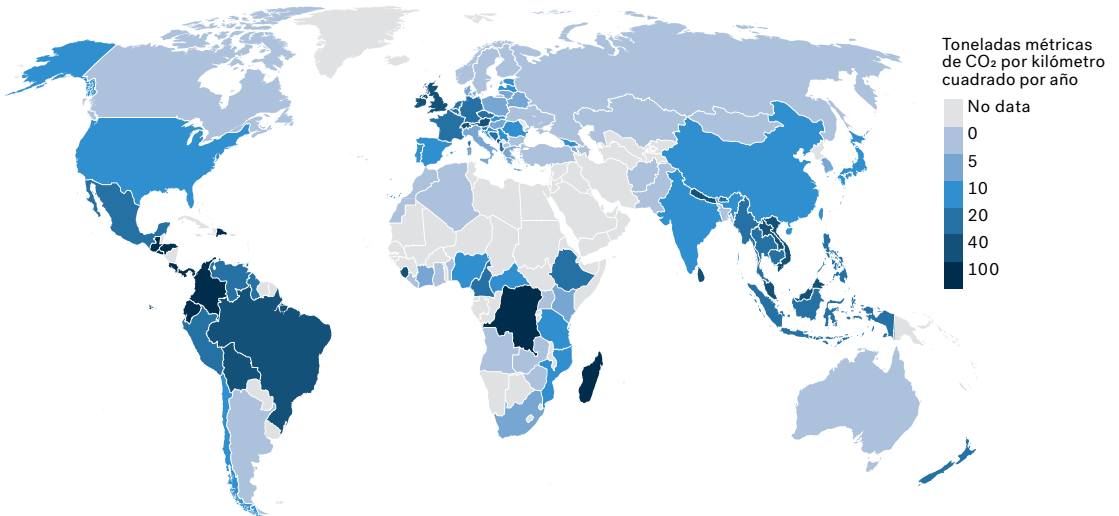 Toneladas métricas
de CO₂ por kilómetro
cuadrado por año
No data
0
5
10
20
40
100